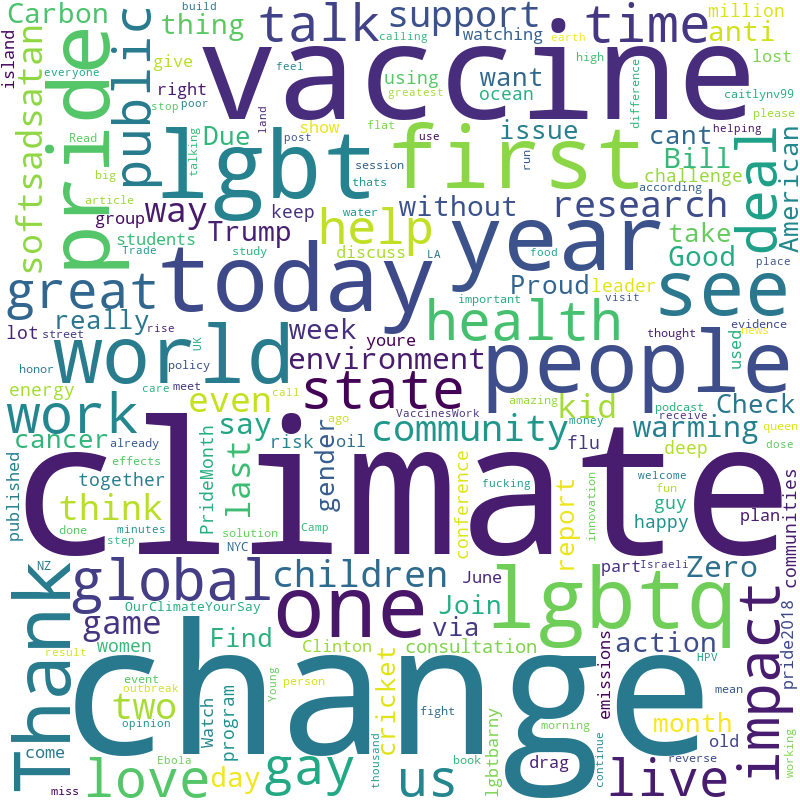 Carbon
build
talk
support
time
million
island
thing
calling
watching
earth
anti
everyone
give
vaccine
using
want
high
lost
pride
public
softsadsatan
right
feel
greatest
ocean
difference
caitlynv99
stop
poor
please
Read
talking
Due
show
land
post
flat
issue
cant
helping
lgbt
first
run
Bill
deal
American
big
session
use
thats
according
challenge
article
way
keep
without
research
group
students
Trump
help
water
year
take
Trade
study
discuss
LA
food
Good
place
great
today
health
Proud
leader
see
important
visit
really
week
youre
thought
used
evidence
lot
street
rise
UK
world
environment
people
news
honor
policy
care
meet
state
energy
even
call
amazing
kid
Check
queen
work
ago
VaccinesWork
money
podcast
receive
dose
cancer
already
say
risk
oil
community
flu
warming
deep
published
effects
together
PrideMonth
last
gender
climate
conference
fucking
innovation
report
welcome
fun
guy
communities
think
done
minutes
step
solution
Camp
NYC
happy
plan
Thank
NZ
global
children
June
one
lgbtq
part
Israeli
Zero
impact
pride2018
OurClimateYourSay
Join
game
women
Find
Clinton
consultation
via
emissions
action
HPV
result
change
event
outbreak
person
cricket
mean
two
opinion
Watch
program
Young
fight
morning
month
come
Ebola
thousand
lgbtbarny
continue
old
reverse
working
miss
love
day
gay
us
book
drag
live